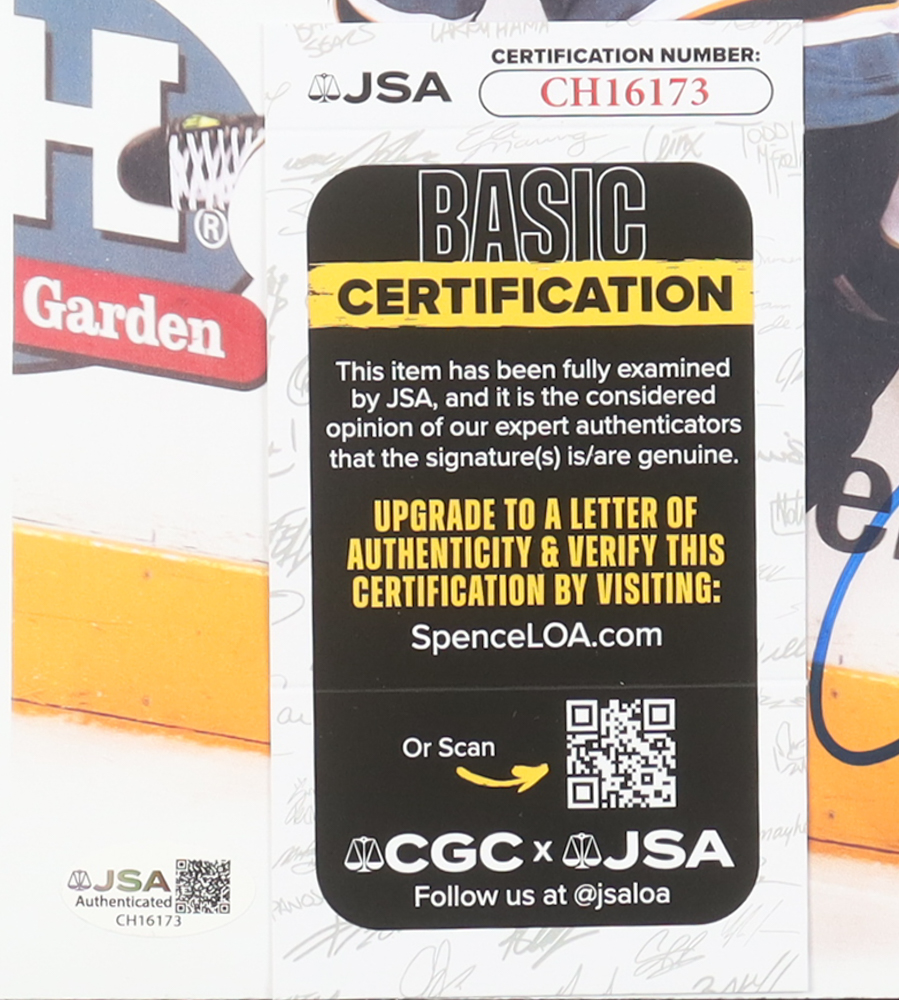 JSA
CERTIFICATION NUMBER:
CH16173
BASIC
CERTIFICATION
This item has been fully examined
by JSA, and it is the considered
opinion of our expert authenticators
that the signature(s) is/are genuine.
UPGRADE TO A LETTER OF
AUTHENTICITY & VERIFY THIS
CERTIFICATION BY VISITING:
SpenceLOA.com
Or Scan
CGC x JSA
Follow us at @jsaloa
H
®
Garden
e
JSA
Authenticated
CH16173